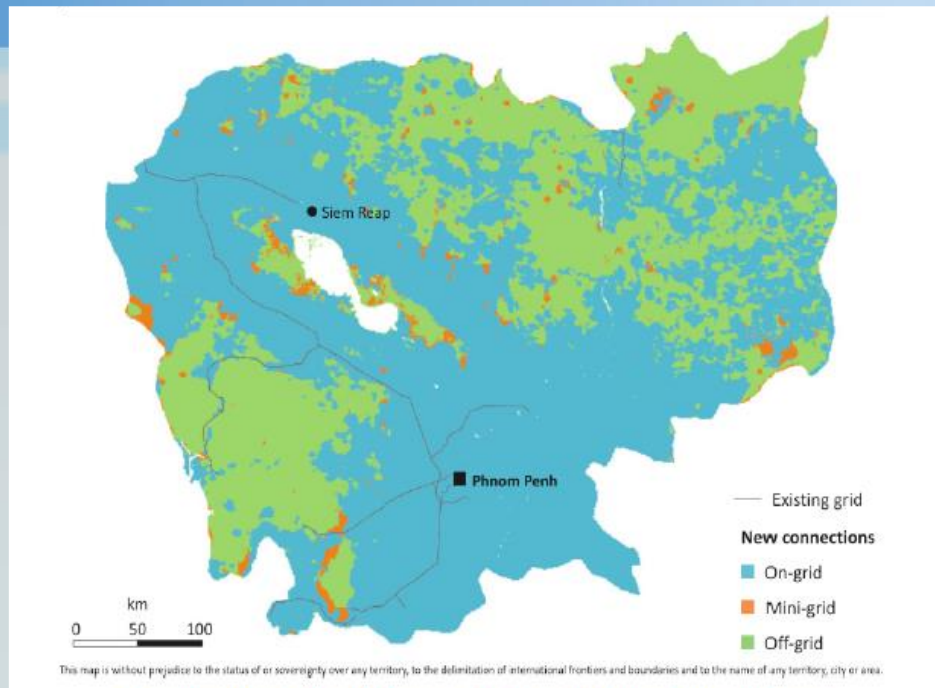 Siem Reap
Phnom Penh
Existing grid
New connections
On-grid
Mini-grid
Off-grid
km
0 50 100
This map is without prejudice to the status of or sovereignty over any territory, to the delimitation of international frontiers and boundaries and to the name of any territory, city or area.